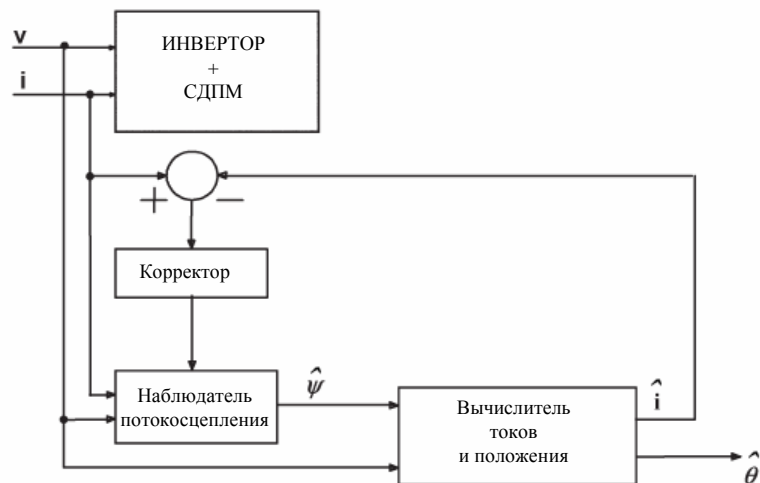 v
i
ИНВЕРТОР
+
СДПМ
+
−
Корректор
Наблюдатель
потокосцепления
ψ̂
Вычислитель
токов
и положения
î
θ̂